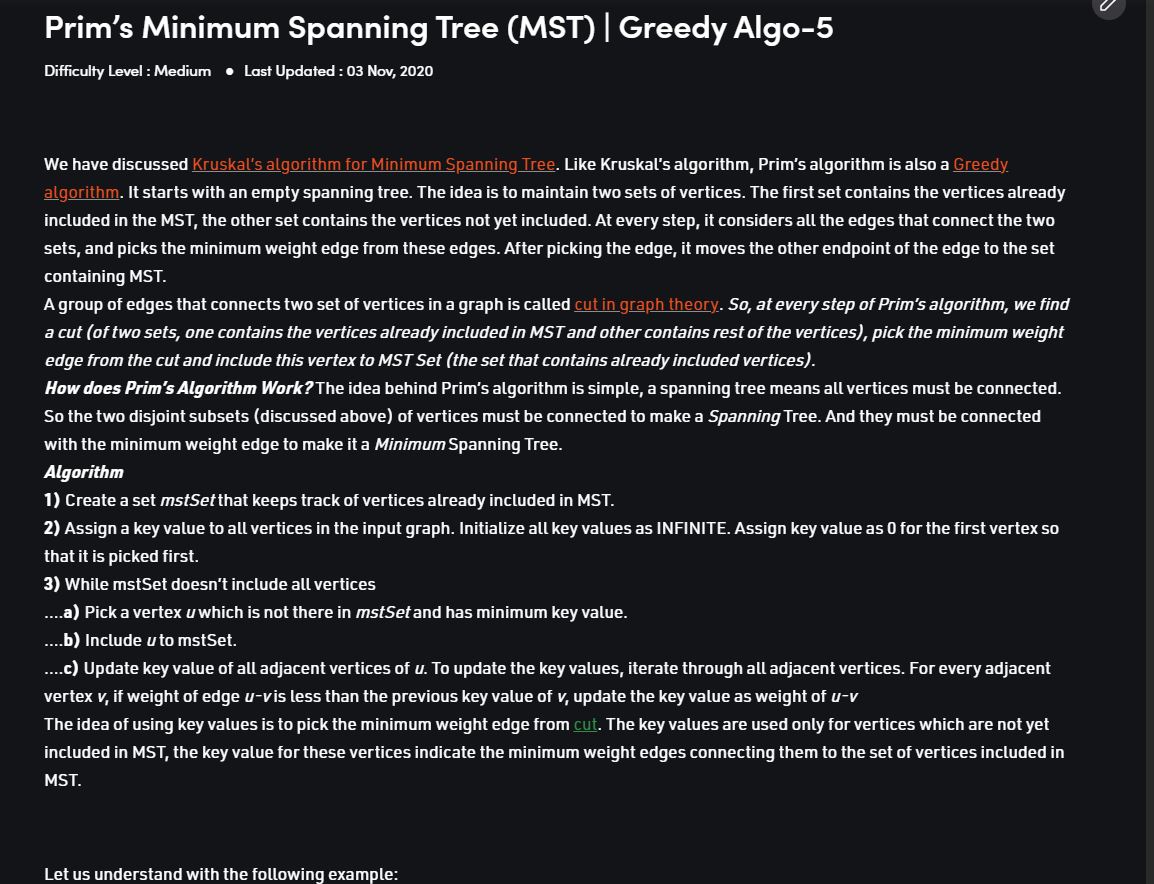 Prim's Minimum Spanning Tree (MST) | Greedy Algo-5
Difficulty Level : Medium ● Last Updated : 03 Nov, 2020
We have discussed Kruskal's algorithm for Minimum Spanning Tree. Like Kruskal's algorithm, Prim's algorithm is also a Greedy
algorithm. It starts with an empty spanning tree. The idea is to maintain two sets of vertices. The first set contains the vertices already
included in the MST, the other set contains the vertices not yet included. At every step, it considers all the edges that connect the two
sets, and picks the minimum weight edge from these edges. After picking the edge, it moves the other endpoint of the edge to the set
containing MST.
A group of edges that connects two set of vertices in a graph is called cut in graph theory. So, at every step of Prim's algorithm, we find
a cut (of two sets, one contains the vertices already included in MST and other contains rest of the vertices), pick the minimum weight
edge from the cut and include this vertex to MST Set (the set that contains already included vertices).
How does Prim's Algorithm Work? The idea behind Prim's algorithm is simple, a spanning tree means all vertices must be connected.
So the two disjoint subsets (discussed above) of vertices must be connected to make a Spanning Tree. And they must be connected
with the minimum weight edge to make it a Minimum Spanning Tree.
Algorithm
1) Create a set mstSet that keeps track of vertices already included in MST.
2) Assign a key value to all vertices in the input graph. Initialize all key values as INFINITE. Assign key value as 0 for the first vertex so
that it is picked first.
3) While mstSet doesn't include all vertices
....a) Pick a vertex u which is not there in mstSet and has minimum key value.
....b) Include u to mstSet.
....c) Update key value of all adjacent vertices of u. To update the key values, iterate through all adjacent vertices. For every adjacent
vertex v, if weight of edge u-v is less than the previous key value of v, update the key value as weight of u-v
The idea of using key values is to pick the minimum weight edge from cut. The key values are used only for vertices which are not yet
included in MST, the key value for these vertices indicate the minimum weight edges connecting them to the set of vertices included in
MST.
Let us understand with the following example: